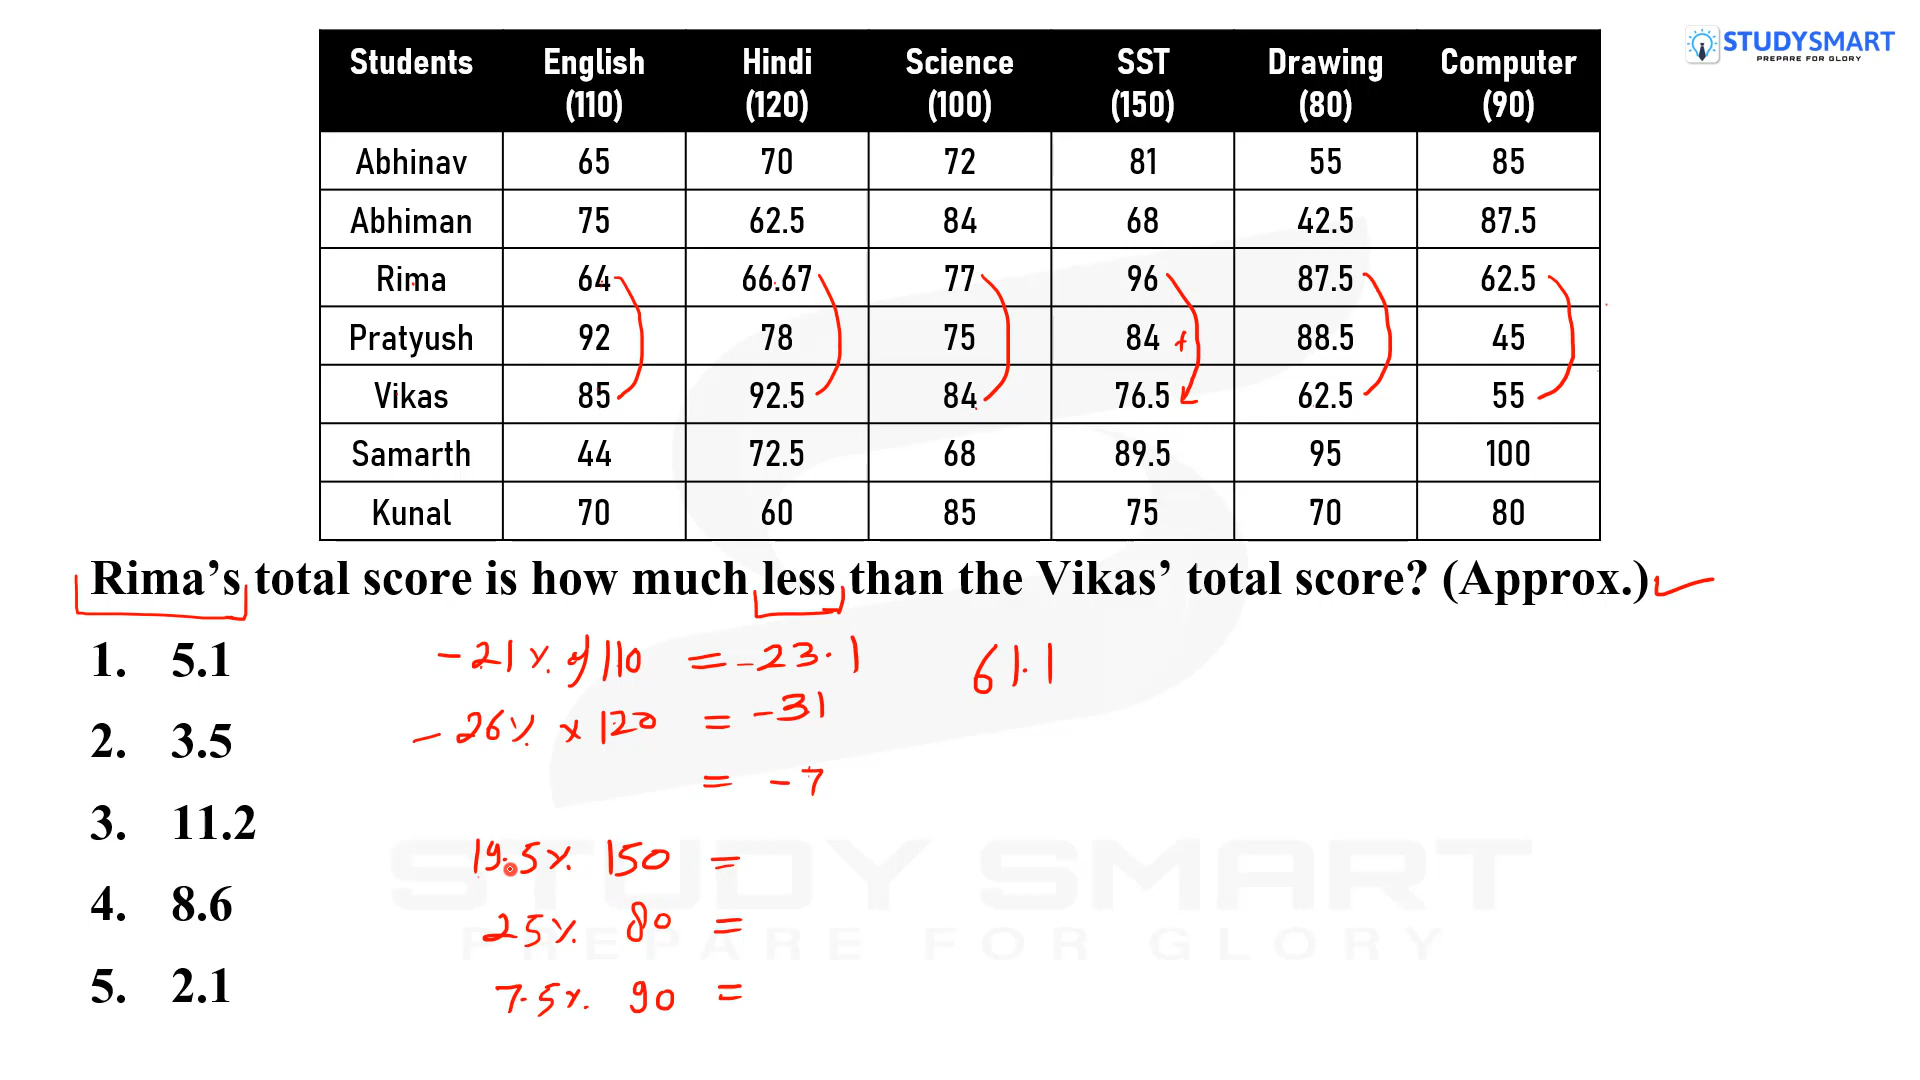 STUDYSMART
PREPARE FOR GLORY
Students English (110) Hindi (120) Science (100) SST (150) Drawing (80) Computer (90)
Abhinav 65 70 72 81 55 85
Abhiman 75 62.5 84 68 42.5 87.5
Rima 64 66.67 77 96 87.5 62.5
Pratyush 92 78 75 84 + 88.5 45
Vikas 85 92.5 84 76.5 62.5 55
Samarth 44 72.5 68 89.5 95 100
Kunal 70 60 85 75 70 80
Rima's total score is how much less than the Vikas' total score? (Approx.)
1. 5.1
2. 3.5
3. 11.2
4. 8.6
5. 2.1
-21% of 110 = -23.1 61.1
-26% x 120 = -31
= -7
19.5% 150 =
25% 80 =
7.5% 90 =
STUDY SMART
PREPARE FOR GLORY